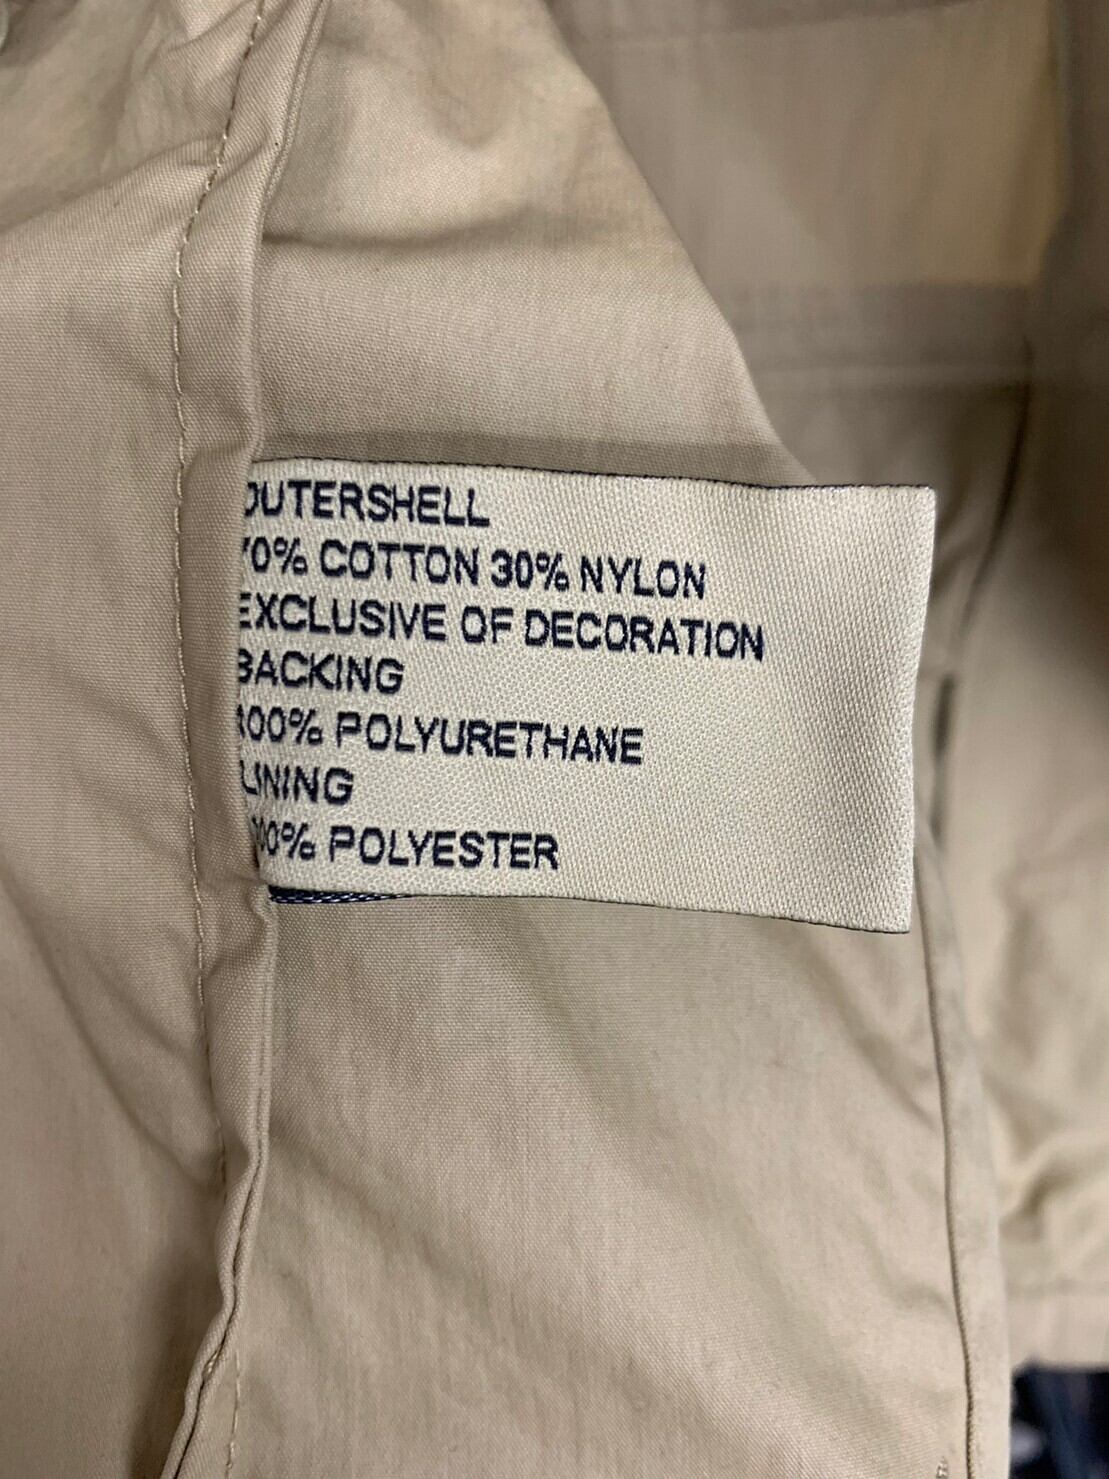 OUTERSHELL
70% COTTON 30% NYLON
EXCLUSIVE OF DECORATION
BACKING
100% POLYURETHANE
LINING
100% POLYESTER